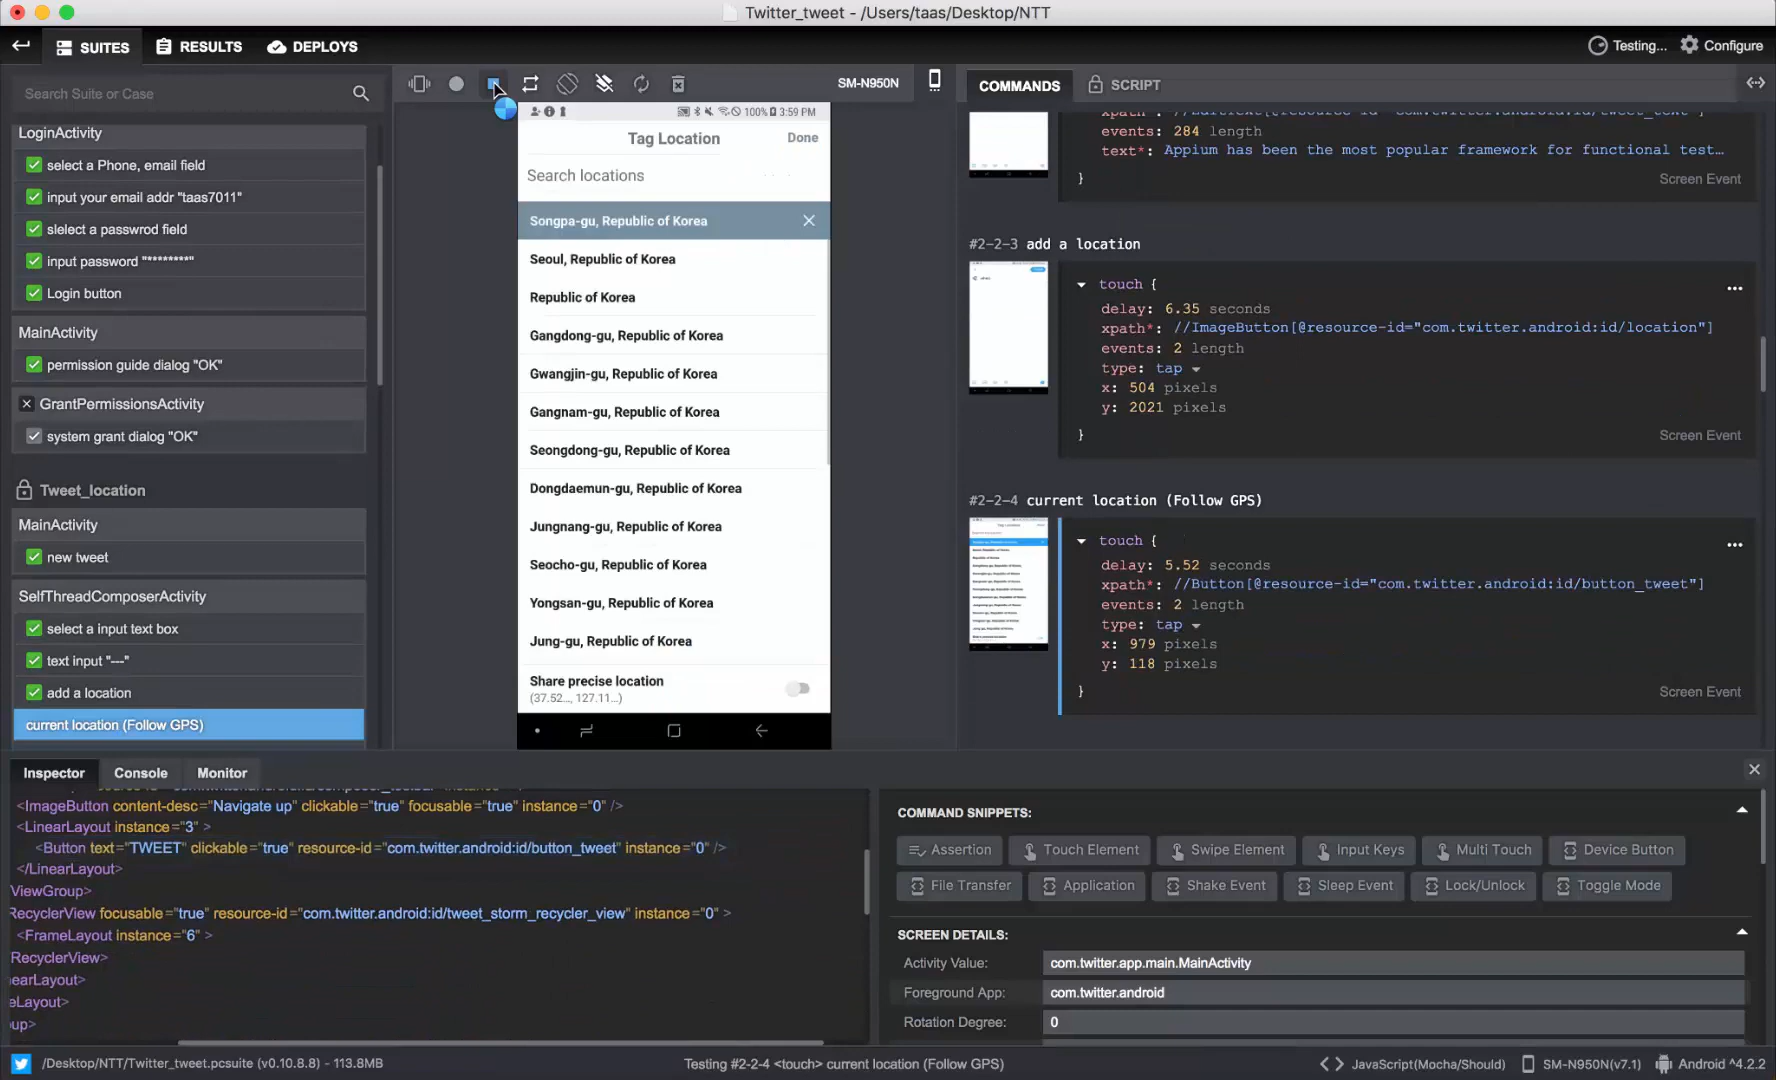 Twitter_tweet - /Users/taas/Desktop/NTT
SUITES
RESULTS
DEPLOYS
Testing...
Configure
Search Suite or Case
LoginActivity
select a Phone, email field
input your email addr "taas7011"
slelect a passwrod field
input password "********"
Login button
MainActivity
permission guide dialog "OK"
GrantPermissionsActivity
system grant dialog "OK"
Tweet_location
MainActivity
new tweet
SelfThreadComposerActivity
select a input text box
text input "---"
add a location
current location (Follow GPS)
SM-N950N
100% 3:59 PM
Tag Location
Done
Search locations
Songpa-gu, Republic of Korea
Seoul, Republic of Korea
Republic of Korea
Gangdong-gu, Republic of Korea
Gwangjin-gu, Republic of Korea
Gangnam-gu, Republic of Korea
Seongdong-gu, Republic of Korea
Dongdaemun-gu, Republic of Korea
Jungnang-gu, Republic of Korea
Seocho-gu, Republic of Korea
Yongsan-gu, Republic of Korea
Jung-gu, Republic of Korea
Share precise location
(37.52..., 127.11...)
COMMANDS
SCRIPT
events: 284 length
text*: Appium has been the most popular framework for functional test...
}
Screen Event
#2-2-3 add a location
touch {
delay: 6.35 seconds
xpath*: //ImageButton[@resource-id="com.twitter.android:id/location"]
events: 2 length
type: tap
x: 504 pixels
y: 2021 pixels
}
Screen Event
#2-2-4 current location (Follow GPS)
touch {
delay: 5.52 seconds
xpath*: //Button[@resource-id="com.twitter.android:id/button_tweet"]
events: 2 length
type: tap
x: 979 pixels
y: 118 pixels
}
Screen Event
Inspector
Console
Monitor
<ImageButton content-desc="Navigate up" clickable="true" focusable="true" instance="0" />
<LinearLayout instance="3" >
<Button text="TWEET" clickable="true" resource-id="com.twitter.android:id/button_tweet" instance="0" />
</LinearLayout>
ViewGroup>
RecyclerView focusable="true" resource-id="com.twitter.android:id/tweet_storm_recycler_view" instance="0" >
<FrameLayout instance="6" >
RecyclerView>
nearLayout>
eLayout>
oup>
COMMAND SNIPPETS:
Assertion
Touch Element
Swipe Element
Input Keys
Multi Touch
Device Button
File Transfer
Application
Shake Event
Sleep Event
Lock/Unlock
Toggle Mode
SCREEN DETAILS:
Activity Value: com.twitter.app.main.MainActivity
Foreground App: com.twitter.android
Rotation Degree: 0
/Desktop/NTT/Twitter_tweet.pcsuite (v0.10.8.8) - 113.8MB
Testing #2-2-4 <touch> current location (Follow GPS)
JavaScript(Mocha/Should)
SM-N950N(v7.1)
Android ^4.2.2